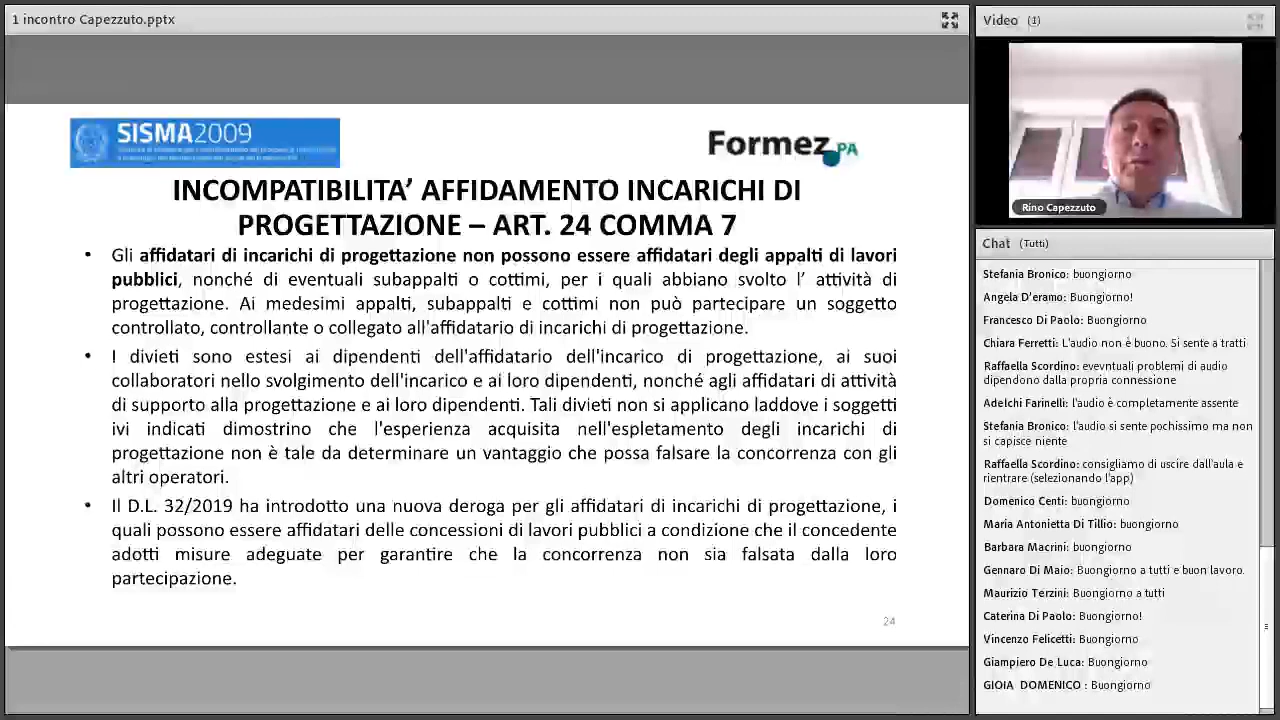 1 incontro Capezzuto.pptx
SISMA2009
Formez PA
INCOMPATIBILITA’ AFFIDAMENTO INCARICHI DI
PROGETTAZIONE – ART. 24 COMMA 7
• Gli affidatari di incarichi di progettazione non possono essere affidatari degli appalti di lavori
pubblici, nonché di eventuali subappalti o cottimi, per i quali abbiano svolto l’ attività di
progettazione. Ai medesimi appalti, subappalti e cottimi non può partecipare un soggetto
controllato, controllante o collegato all'affidatario di incarichi di progettazione.
• I divieti sono estesi ai dipendenti dell'affidatario dell'incarico di progettazione, ai suoi
collaboratori nello svolgimento dell'incarico e ai loro dipendenti, nonché agli affidatari di attività
di supporto alla progettazione e ai loro dipendenti. Tali divieti non si applicano laddove i soggetti
ivi indicati dimostrino che l'esperienza acquisita nell'espletamento degli incarichi di
progettazione non è tale da determinare un vantaggio che possa falsare la concorrenza con gli
altri operatori.
• Il D.L. 32/2019 ha introdotto una nuova deroga per gli affidatari di incarichi di progettazione, i
quali possono essere affidatari delle concessioni di lavori pubblici a condizione che il concedente
adotti misure adeguate per garantire che la concorrenza non sia falsata dalla loro
partecipazione.
24
Video (1)
Rino Capezzuto
Chat (Tutti)
Stefania Bronico: buongiorno
Angela D'eramo: Buongiorno!
Francesco Di Paolo: Buongiorno
Chiara Ferretti: L'audio non è buono. Si sente a tratti
Raffaella Scordino: evevntuali problemi di audio
dipendono dalla propria connessione
Adelchi Farinelli: l'audio è completamente assente
Stefania Bronico: l'audio si sente pochissimo ma non
si capisce niente
Raffaella Scordino: consigliamo di uscire dall'aula e
rientrare (selezionando l'app)
Domenico Centi: buongiorno
Maria Antonietta Di Tillio: buongiorno
Barbara Macrini: buongiorno
Gennaro Di Maio: Buongiorno a tutti e buon lavoro.
Maurizio Terzini: Buongiorno a tutti
Caterina Di Paolo: Buongiorno!
Vincenzo Felicetti: Buongiorno
Giampiero De Luca: Buongiorno
GIOIA DOMENICO : Buongiorno